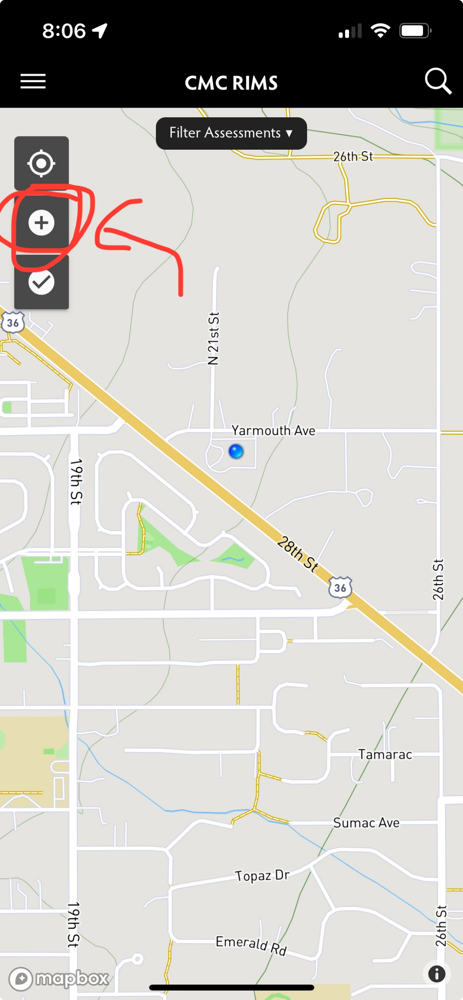 8:06
CMC RIMS
Filter Assessments ▾
26th St
36
N 21st St
Yarmouth Ave
19th St
28th St
36
26th St
Tamarac
Sumac Ave
Topaz Dr
19th St
26th St
Emerald Rd
mapbox